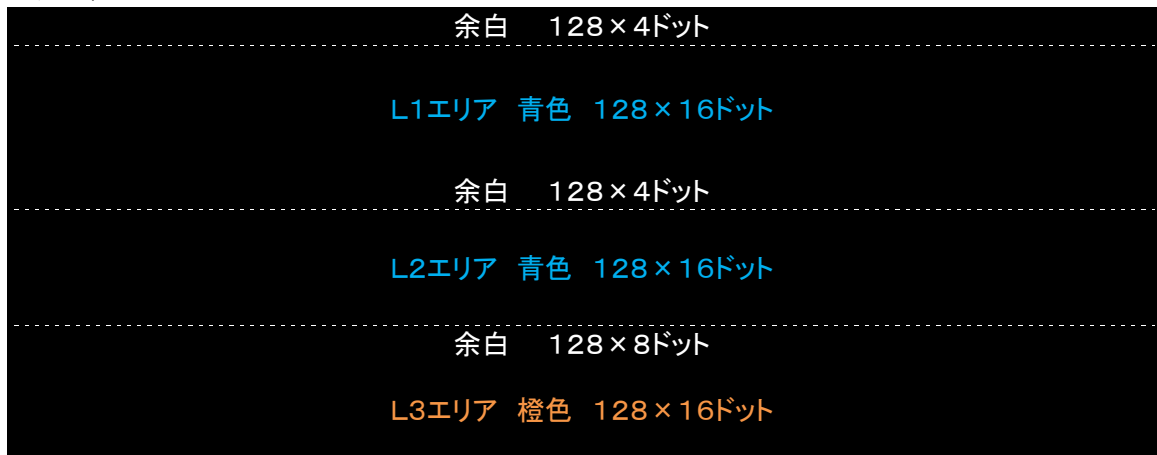 余白　１２８×４ドット
L1エリア　青色　１２８×１６ドット
余白　１２８×４ドット
L2エリア　青色　１２８×１６ドット
余白　１２８×８ドット
L3エリア　橙色　１２８×１６ドット